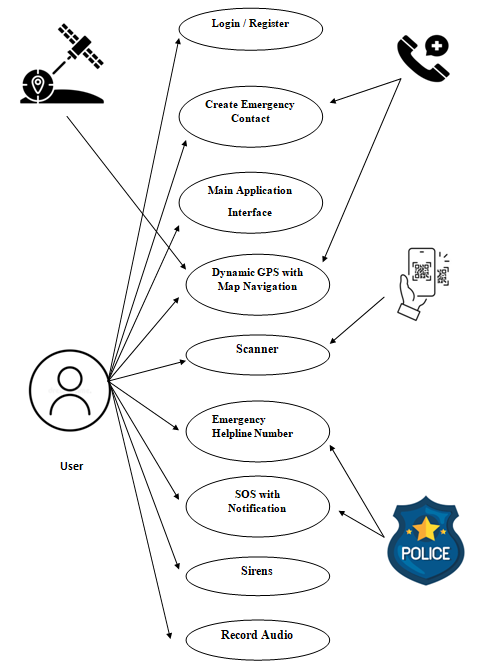 Login / Register
Create Emergency
Contact
Main Application
Interface
Dynamic GPS with
Map Navigation
Scanner
Emergency
Helpline Number
User
SOS with
Notification
POLICE
Sirens
Record Audio